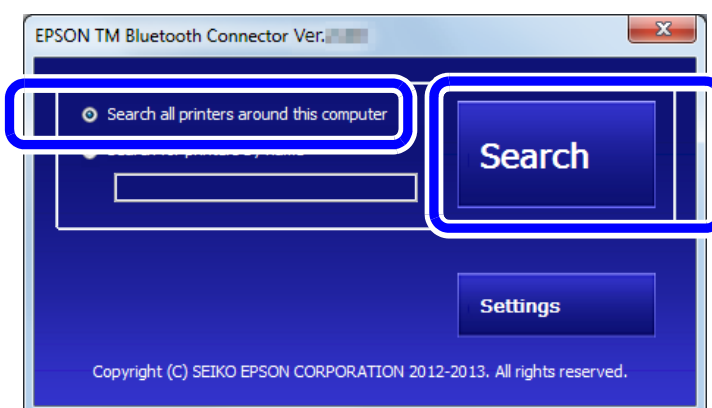 EPSON TM Bluetooth Connector Ver.
Search all printers around this computer
Search
Settings
Copyright (C) SEIKO EPSON CORPORATION 2012-2013. All rights reserved.